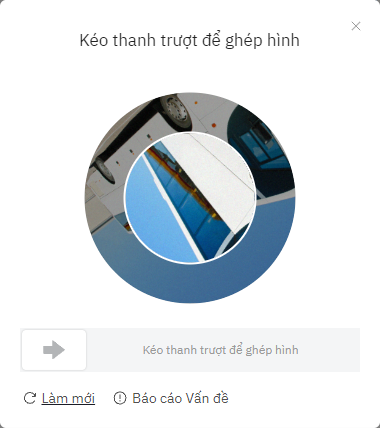 Kéo thanh trượt để ghép hình
Kéo thanh trượt để ghép hình
Làm mới
Báo cáo Vấn đề